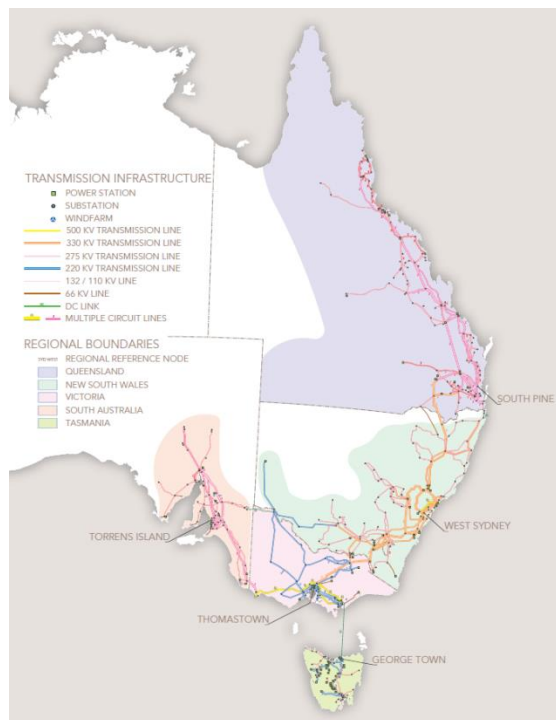 TRANSMISSION INFRASTRUCTURE
POWER STATION
SUBSTATION
WINDFARM
500 KV TRANSMISSION LINE
330 KV TRANSMISSION LINE
275 KV TRANSMISSION LINE
220 KV TRANSMISSION LINE
132 / 110 KV LINE
66 KV LINE
DC LINK
MULTIPLE CIRCUIT LINES
REGIONAL BOUNDARIES
REGIONAL REFERENCE NODE
QUEENSLAND
NEW SOUTH WALES
VICTORIA
SOUTH AUSTRALIA
TASMANIA
SOUTH PINE
WEST SYDNEY
TORRENS ISLAND
THOMASTOWN
GEORGE TOWN